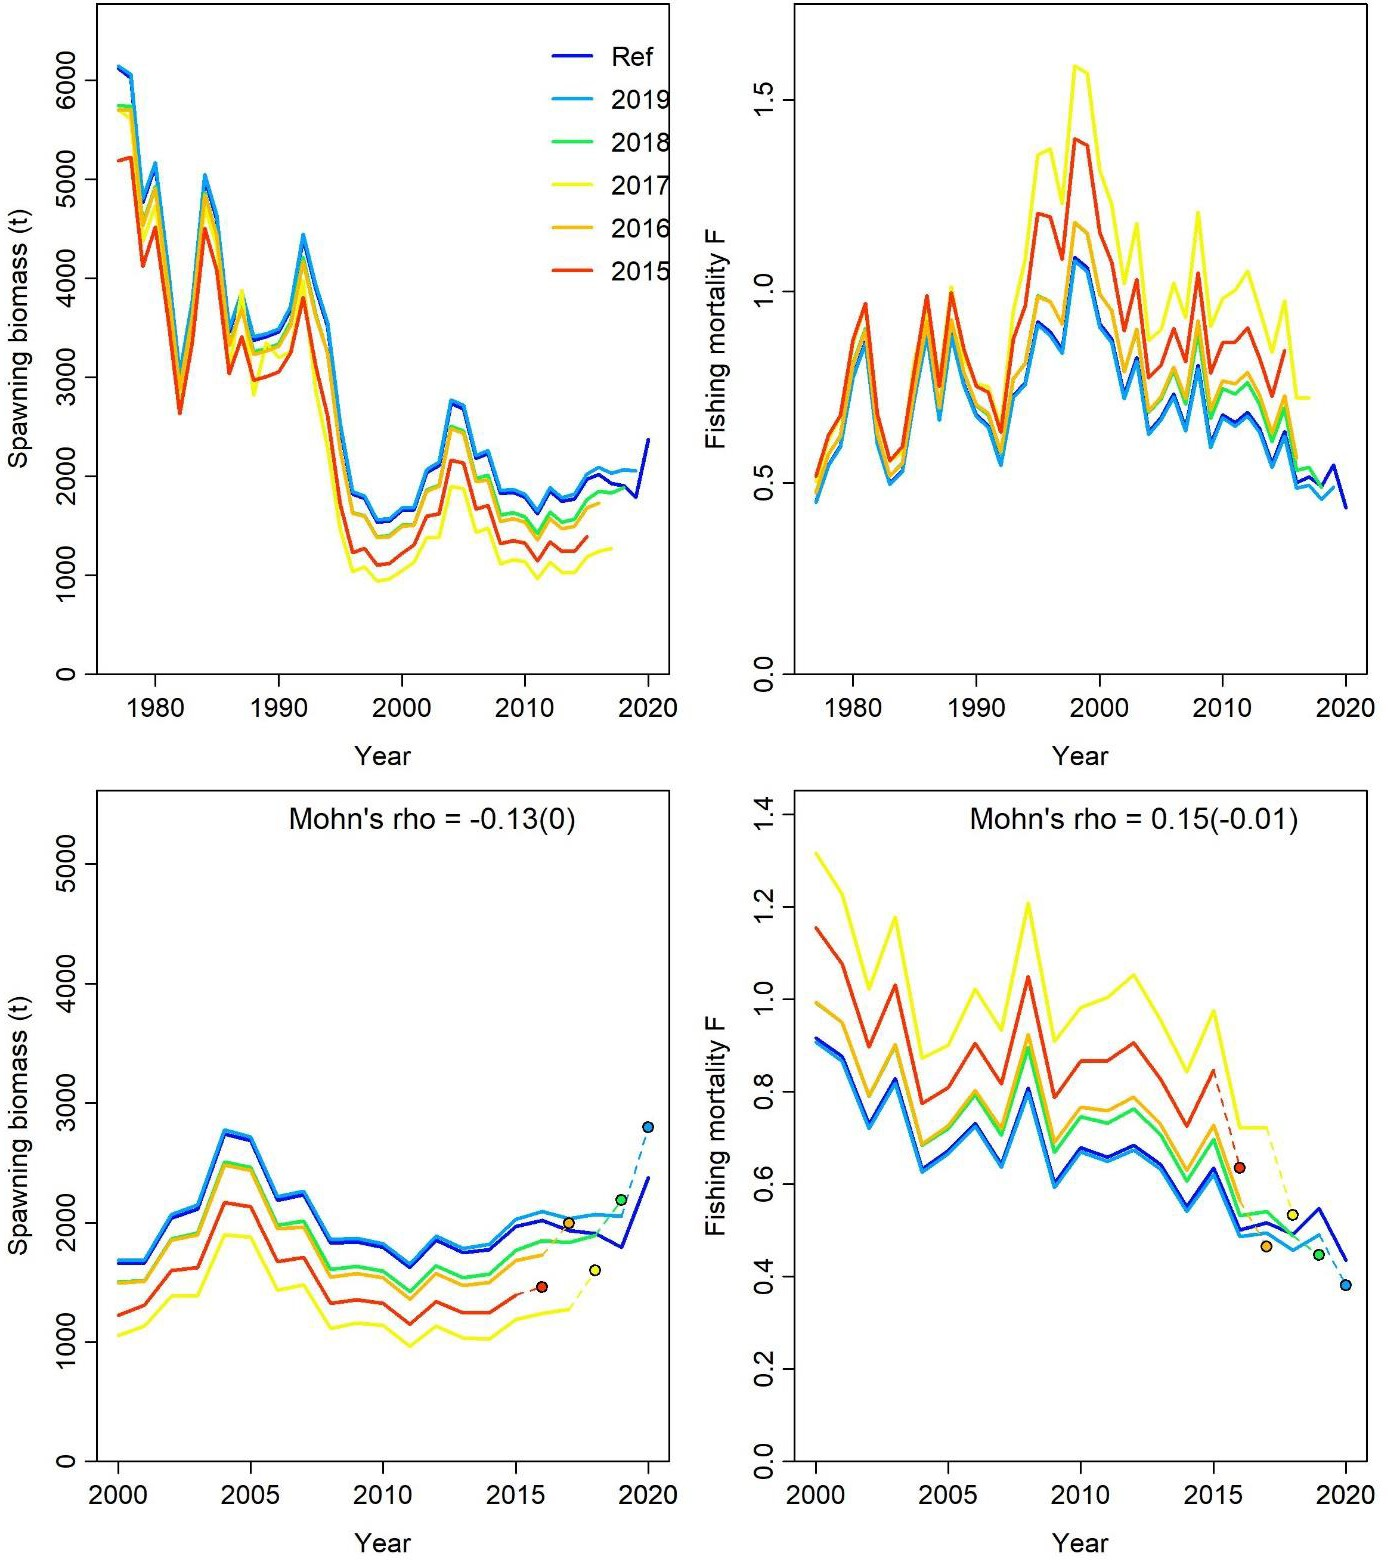 Spawning biomass (t)
0 1000 2000 3000 4000 5000 6000
Ref
2019
2018
2017
2016
2015
1980 1990 2000 2010 2020
Year
Fishing mortality F
0.0 0.5 1.0 1.5
1980 1990 2000 2010 2020
Year
Mohn's rho = -0.13(0)
Spawning biomass (t)
0 1000 2000 3000 4000 5000
2000 2005 2010 2015 2020
Year
Mohn's rho = 0.15(-0.01)
Fishing mortality F
0.0 0.2 0.4 0.6 0.8 1.0 1.2 1.4
2000 2005 2010 2015 2020
Year